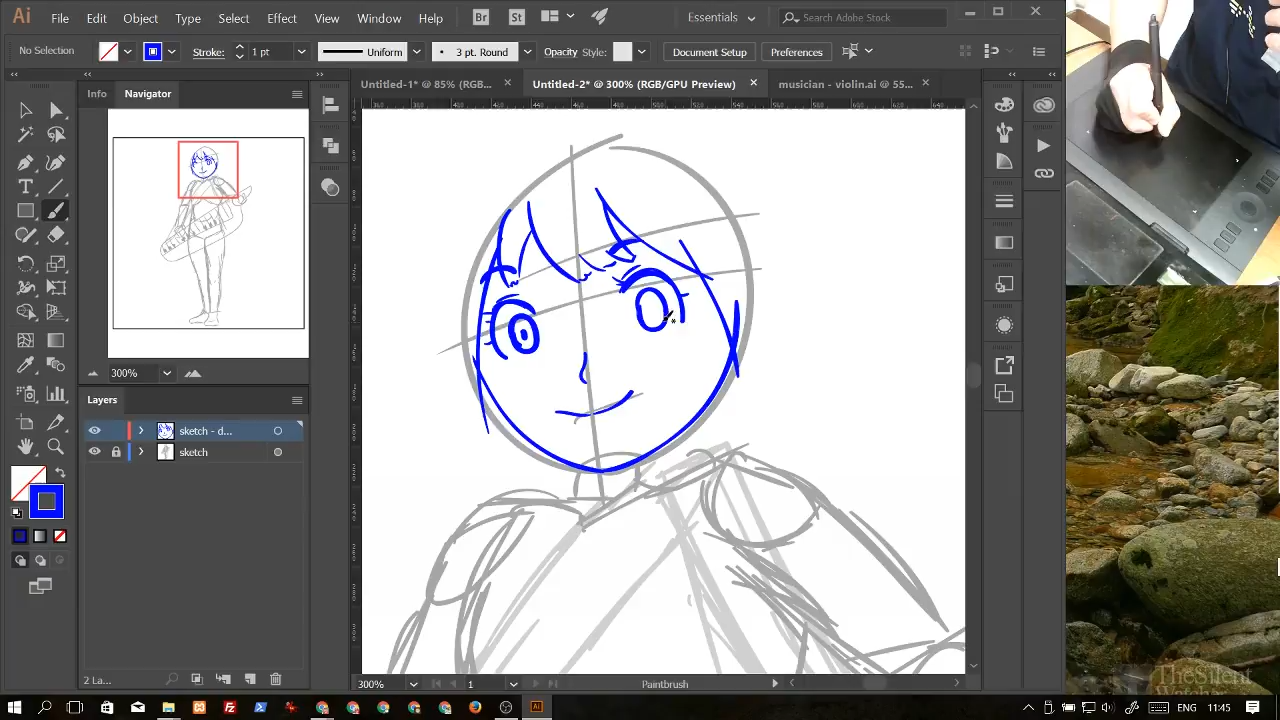 Ai File Edit Object Type Select Effect View Window Help Br St Essentials Search Adobe Stock
No Selection Stroke: 1 pt Uniform 3 pt. Round Opacity Style: Document Setup Preferences
Info Navigator
Untitled-1* @ 85% (RGB... Untitled-2* @ 300% (RGB/GPU Preview) musician - violin.ai @ 55...
300%
Layers
sketch - d...
sketch
2 La...
300% 1 Paintbrush
TheSilent
Watcher
Ai ENG 11:45